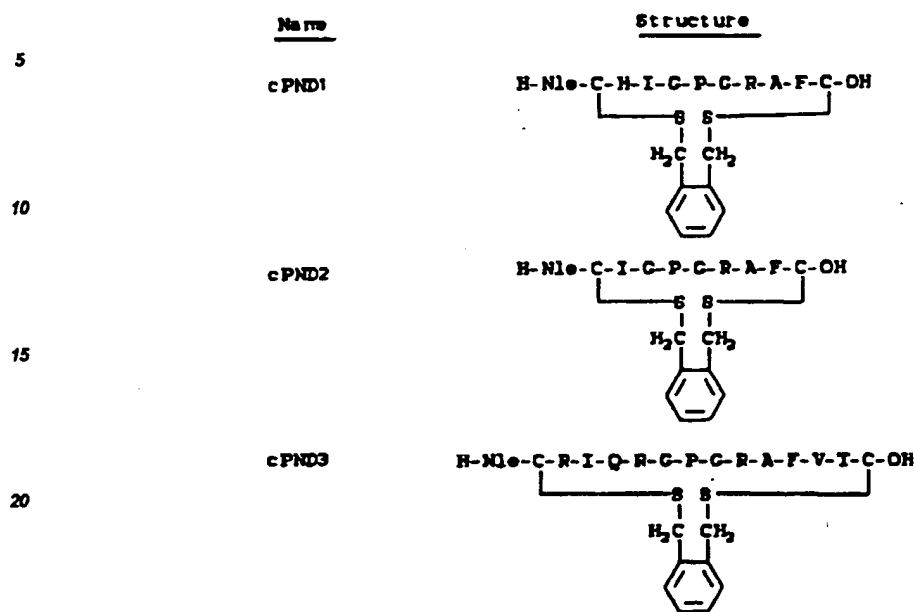 Name Structure
5
cPND1 H-Nle-C-H-I-G-P-G-R-A-F-C-OH
S S
H₂C CH₂
10
cPND2 H-Nle-C-I-G-P-G-R-A-F-C-OH
S S
15
H₂C CH₂
cPND3 H-Nle-C-R-I-Q-R-G-P-G-R-A-F-V-T-C-OH
20
S S
H₂C CH₂